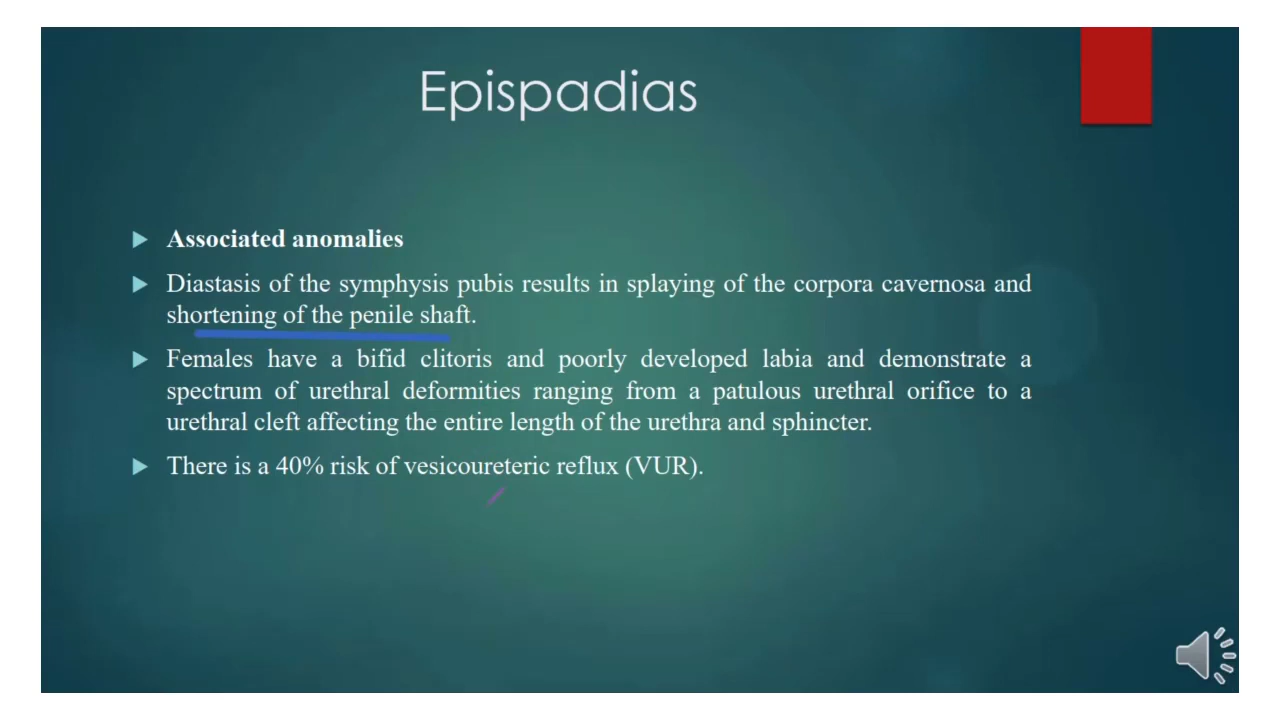 Epispadias
Associated anomalies
Diastasis of the symphysis pubis results in splaying of the corpora cavernosa and
shortening of the penile shaft.
Females have a bifid clitoris and poorly developed labia and demonstrate a
spectrum of urethral deformities ranging from a patulous urethral orifice to a
urethral cleft affecting the entire length of the urethra and sphincter.
There is a 40% risk of vesicoureteric reflux (VUR).